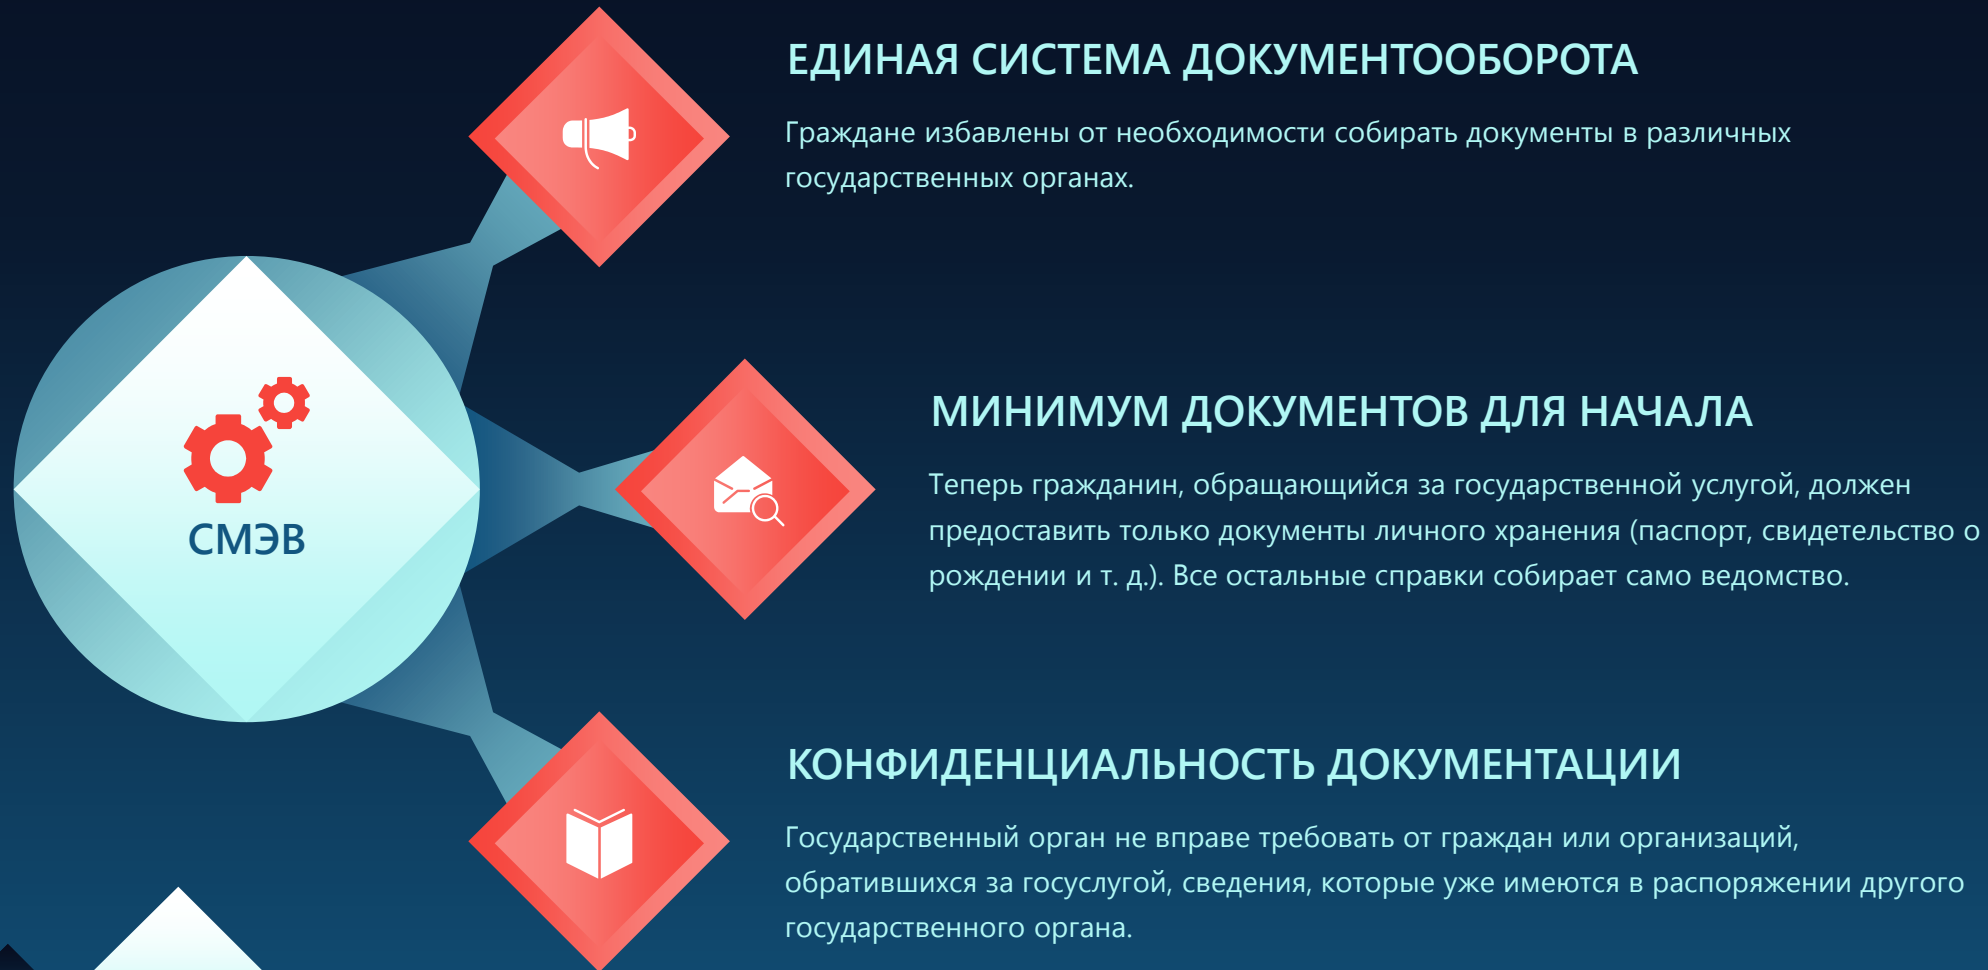 ЕДИНАЯ СИСТЕМА ДОКУМЕНТООБОРОТА
Граждане избавлены от необходимости собирать документы в различных
государственных органах.
СМЭВ
МИНИМУМ ДОКУМЕНТОВ ДЛЯ НАЧАЛА
Теперь гражданин, обращающийся за государственной услугой, должен
предоставить только документы личного хранения (паспорт, свидетельство о
рождении и т. д.). Все остальные справки собирает само ведомство.
КОНФИДЕНЦИАЛЬНОСТЬ ДОКУМЕНТАЦИИ
Государственный орган не вправе требовать от граждан или организаций,
обратившихся за госуслугой, сведения, которые уже имеются в распоряжении другого
государственного органа.